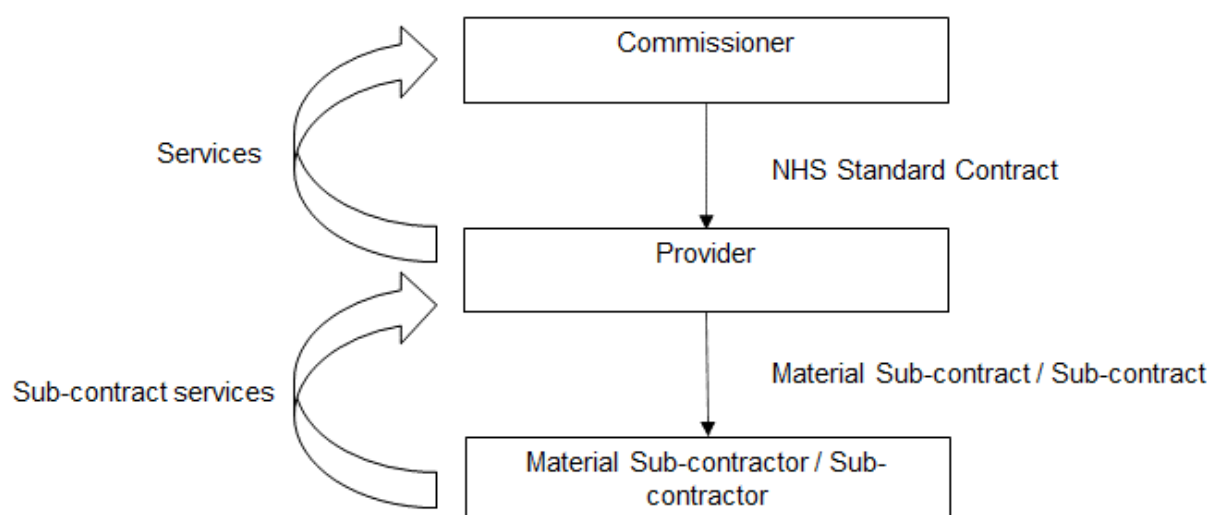 Commissioner
Services
NHS Standard Contract
Provider
Material Sub-contract / Sub-contract
Sub-contract services
Material Sub-contractor / Sub-
contractor